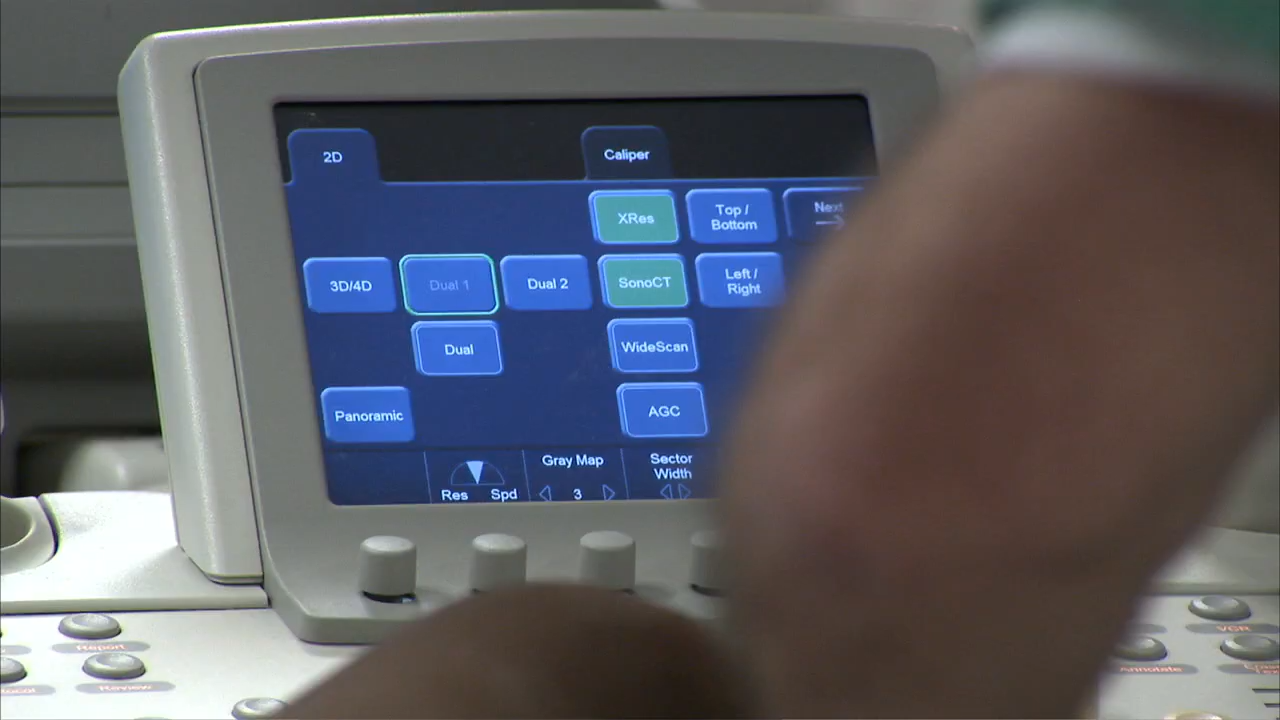 2D
Caliper
XRes
Top /
Bottom
Next
3D/4D
Dual 1
Dual 2
SonoCT
Left /
Right
Dual
WideScan
Panoramic
AGC
Res
Spd
Gray Map
3
Sector
Width
Report
Review
VCR
Annotate